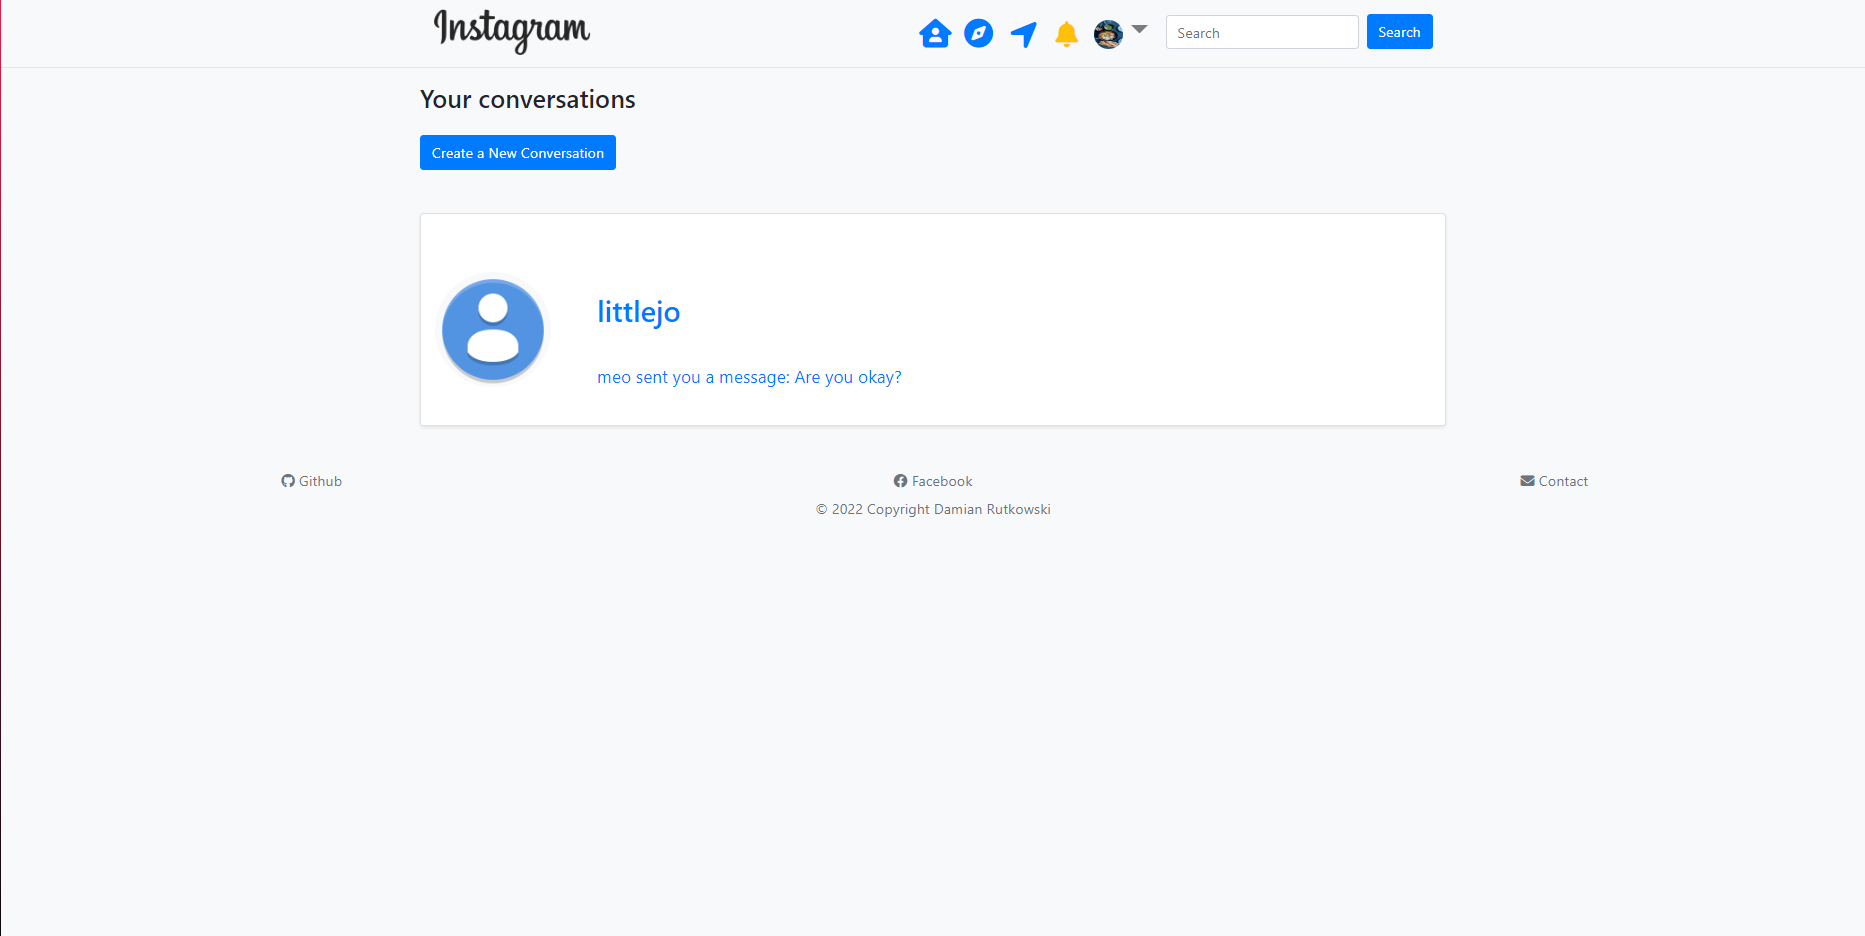 Instagram
Search
Search
Your conversations
Create a New Conversation
littlejo
meo sent you a message: Are you okay?
Github
Facebook
Contact
© 2022 Copyright Damian Rutkowski